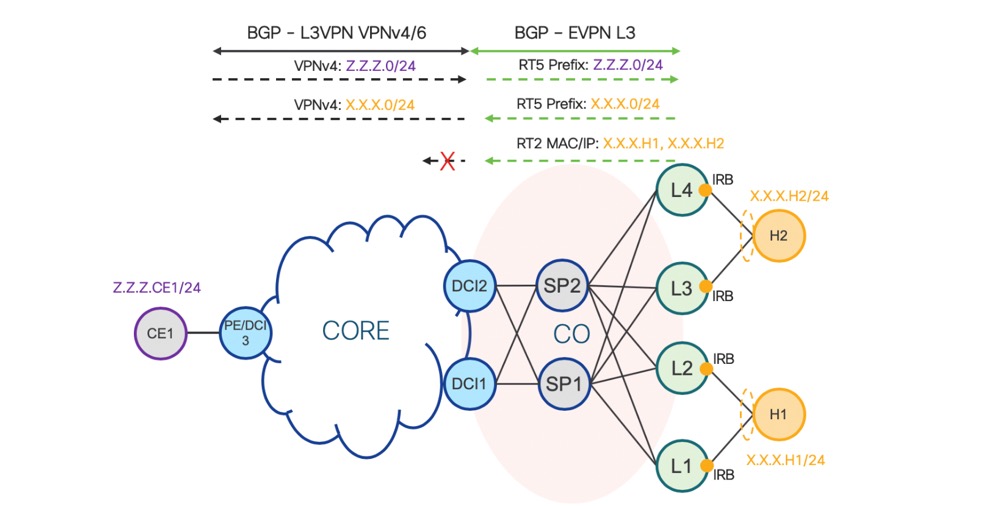 BGP - L3VPN VPNv4/6
BGP - EVPN L3
VPNv4: Z.Z.Z.0/24
RT5 Prefix: Z.Z.Z.0/24
VPNv4: X.X.X.0/24
RT5 Prefix: X.X.X.0/24
RT2 MAC/IP: X.X.X.H1, X.X.X.H2
X
L4
IRB
X.X.X.H2/24
H2
Z.Z.Z.CE1/24
DCI2
SP2
L3
IRB
CE1
PE/DCI
3
CORE
CO
L2
IRB
DCI1
SP1
H1
X.X.X.H1/24
L1
IRB